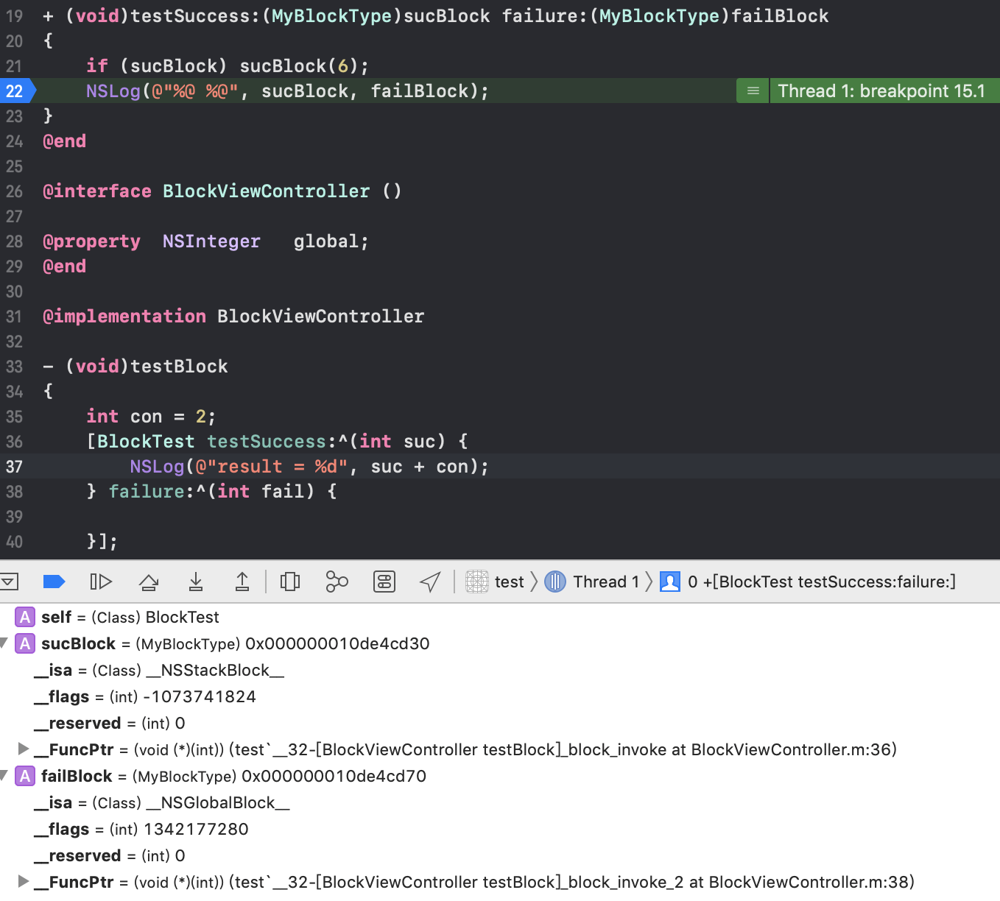 19 + (void)testSuccess:(MyBlockType)sucBlock failure:(MyBlockType)failBlock
20 {
21     if (sucBlock) sucBlock(6);
22     NSLog(@"%@ %@", sucBlock, failBlock); Thread 1: breakpoint 15.1
23 }
24 @end
25
26 @interface BlockViewController ()
27
28 @property  NSInteger   global;
29 @end
30
31 @implementation BlockViewController
32
33 - (void)testBlock
34 {
35     int con = 2;
36     [BlockTest testSuccess:^(int suc) {
37         NSLog(@"result = %d", suc + con);
38     } failure:^(int fail) {
39
40     }];
test Thread 1 0 +[BlockTest testSuccess:failure:]
A self = (Class) BlockTest
A sucBlock = (MyBlockType) 0x000000010de4cd30
__isa = (Class) __NSStackBlock__
__flags = (int) -1073741824
__reserved = (int) 0
__FuncPtr = (void (*)(int)) (test`__32-[BlockViewController testBlock]_block_invoke at BlockViewController.m:36)
A failBlock = (MyBlockType) 0x000000010de4cd70
__isa = (Class) __NSGlobalBlock__
__flags = (int) 1342177280
__reserved = (int) 0
__FuncPtr = (void (*)(int)) (test`__32-[BlockViewController testBlock]_block_invoke_2 at BlockViewController.m:38)